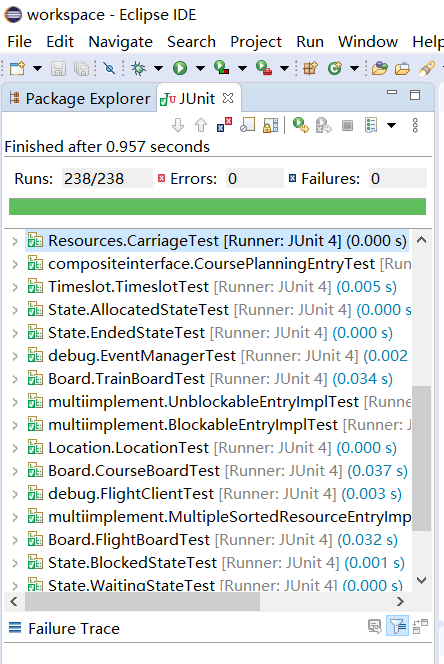 workspace - Eclipse IDE
File Edit Navigate Search Project Run Window Help
Package Explorer JUnit
Finished after 0.957 seconds
Runs: 238/238 Errors: 0 Failures: 0
Resources.CarriageTest [Runner: JUnit 4] (0.000 s)
compositeinterface.CoursePlanningEntryTest [Run
Timeslot.TimeslotTest [Runner: JUnit 4] (0.005 s)
State.AllocatedStateTest [Runner: JUnit 4] (0.000 s
State.EndedStateTest [Runner: JUnit 4] (0.000 s)
debug.EventManagerTest [Runner: JUnit 4] (0.002
Board.TrainBoardTest [Runner: JUnit 4] (0.034 s)
multiimplement.UnblockableEntryImplTest [Runne
multiimplement.BlockableEntryImplTest [Runner:
Location.LocationTest [Runner: JUnit 4] (0.000 s)
Board.CourseBoardTest [Runner: JUnit 4] (0.037 s)
debug.FlightClientTest [Runner: JUnit 4] (0.003 s)
multiimplement.MultipleSortedResourceEntryImp
Board.FlightBoardTest [Runner: JUnit 4] (0.032 s)
State.BlockedStateTest [Runner: JUnit 4] (0.001 s)
State.WaitingStateTest [Runner: JUnit 4] (0.000 s)
Failure Trace